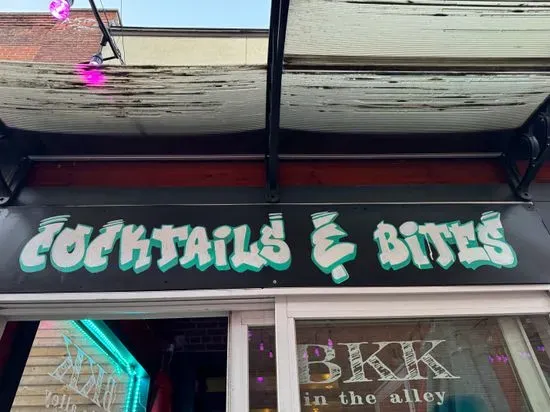 COCKTAILS & BITES
BKK
in the alley